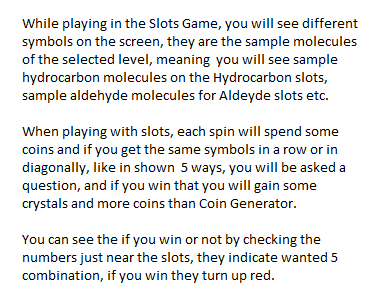 While playing in the Slots Game, you will see different
symbols on the screen, they are the sample molecules
of the selected level, meaning  you will see sample
hydrocarbon molecules on the Hydrocarbon slots,
sample aldehyde molecules for Aldeyde slots etc.

When playing with slots, each spin will spend some
coins and if you get the same symbols in a row or in
diagonally, like in shown  5 ways, you will be asked a
question, and if you win that you will gain some
crystals and more coins than Coin Generator.

You can see the if you win or not by checking the
numbers just near the slots, they indicate wanted 5
combination, if you win they turn up red.